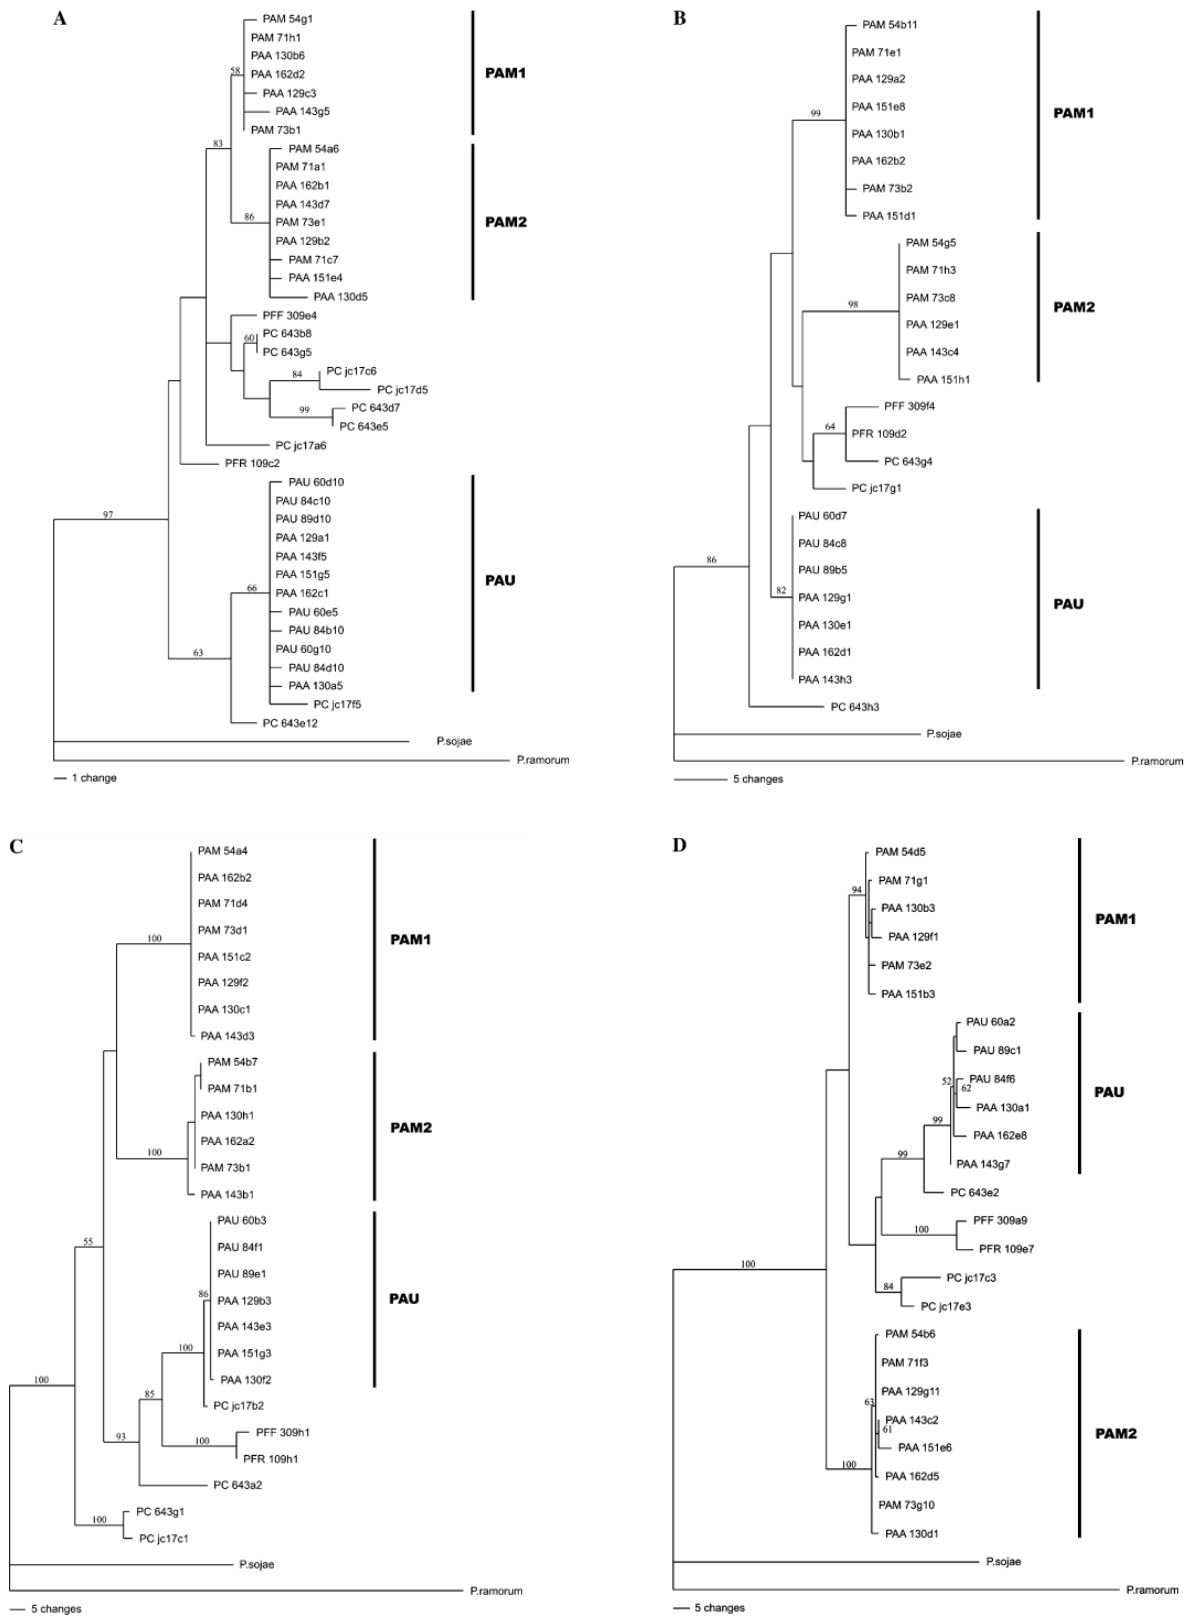 A
PAM 54g1
PAM 71h1
PAA 130b6
58
PAA 162d2
PAM1
PAA 129c3
PAA 143g5
PAM 73b1
83
PAM 54a6
PAM 71a1
PAA 162b1
PAA 143d7
86
PAM 73e1
PAM2
PAA 129b2
PAM 71c7
PAA 151e4
PAA 130d5
PFF 309e4
PC 643b8
60
PC 643g5
PC jc17c6
84
PC jc17d5
PC 643d7
99
PC 643e5
PC jc17a6
PFR 109c2
PAU 60d10
PAU 84c10
97
PAU 89d10
PAA 129a1
PAA 143f5
PAA 151g5
PAU
66
PAA 162c1
PAU 60e5
PAU 84b10
63
PAU 60g10
PAU 84d10
PAA 130a5
PC jc17f5
PC 643e12
P.sojae
P.ramorum
1 change
B
PAM 54b11
PAM 71e1
PAA 129a2
PAA 151e8
99
PAM1
PAA 130b1
PAA 162b2
PAM 73b2
PAA 151d1
PAM 54g5
PAM 71h3
PAM 73c8
98
PAM2
PAA 129e1
PAA 143c4
PAA 151h1
PFF 309f4
64
PFR 109d2
PC 643g4
PC jc17g1
PAU 60d7
PAU 84c8
86
PAU 89b5
82
PAA 129g1
PAU
PAA 130e1
PAA 162d1
PAA 143h3
PC 643h3
P.sojae
P.ramorum
5 changes
C
PAM 54a4
PAA 162b2
PAM 71d4
PAM 73d1
100
PAM1
PAA 151c2
PAA 129f2
PAA 130c1
PAA 143d3
PAM 54b7
PAM 71b1
PAA 130h1
PAM2
PAA 162a2
100
PAM 73b1
PAA 143b1
PAU 60b3
55
PAU 84f1
PAU 89e1
86
PAA 129b3
PAU
PAA 143e3
100
PAA 151g3
100
PAA 130f2
85
PC jc17b2
PFF 309h1
93
100
PFR 109h1
PC 643a2
PC 643g1
100
PC jc17c1
P.sojae
P.ramorum
5 changes
D
PAM 54d5
PAM 71g1
94
PAA 130b3
PAM1
PAA 129f1
PAM 73e2
PAA 151b3
PAU 60a2
PAU 89c1
52
PAU 84f6
62
PAU
PAA 130a1
99
PAA 162e8
99
PAA 143g7
PC 643e2
PFF 309a9
100
PFR 109e7
100
PC jc17c3
84
PC jc17e3
PAM 54b6
PAM 71f3
PAA 129g11
63
PAA 143c2
61
PAM2
PAA 151e6
100
PAA 162d5
PAM 73g10
PAA 130d1
P.sojae
P.ramorum
5 changes